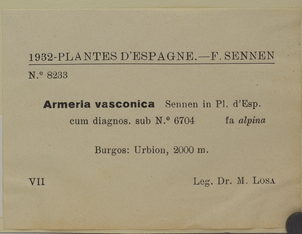 1932-PLANTES D'ESPAGNE.—F. SENNEN
N.º 8233
Armeria vasconica Sennen in Pl. d'Esp.
cum diagnos. sub N.º 6704 fa alpina
Burgos: Urbion, 2000 m.
VII Leg. Dr. M. LOSA